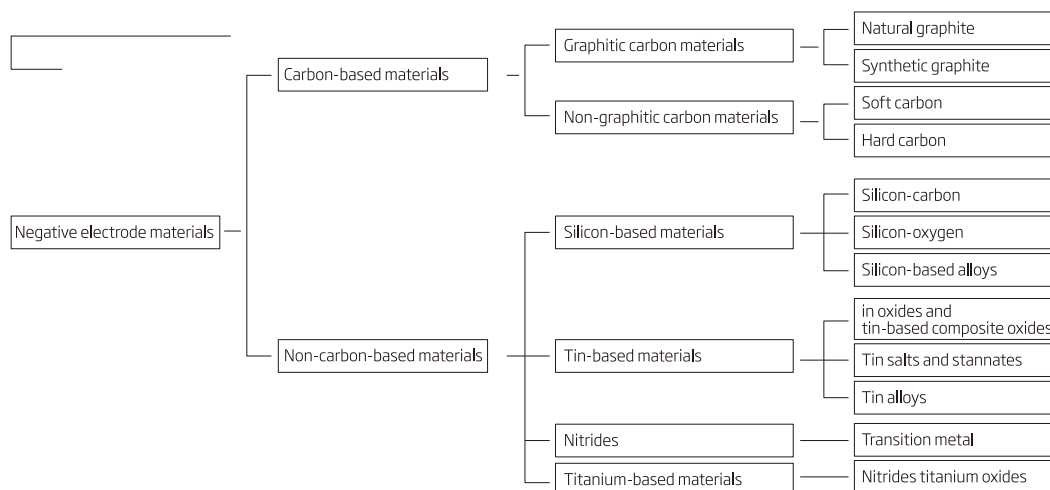 Natural graphite
Graphitic carbon materials
Synthetic graphite
Carbon-based materials
Soft carbon
Non-graphitic carbon materials
Hard carbon
Silicon-carbon
Negative electrode materials
Silicon-based materials
Silicon-oxygen
Silicon-based alloys
in oxides and
tin-based composite oxides
Non-carbon-based materials
Tin-based materials
Tin salts and stannates
Tin alloys
Nitrides
Transition metal
Titanium-based materials
Nitrides titanium oxides